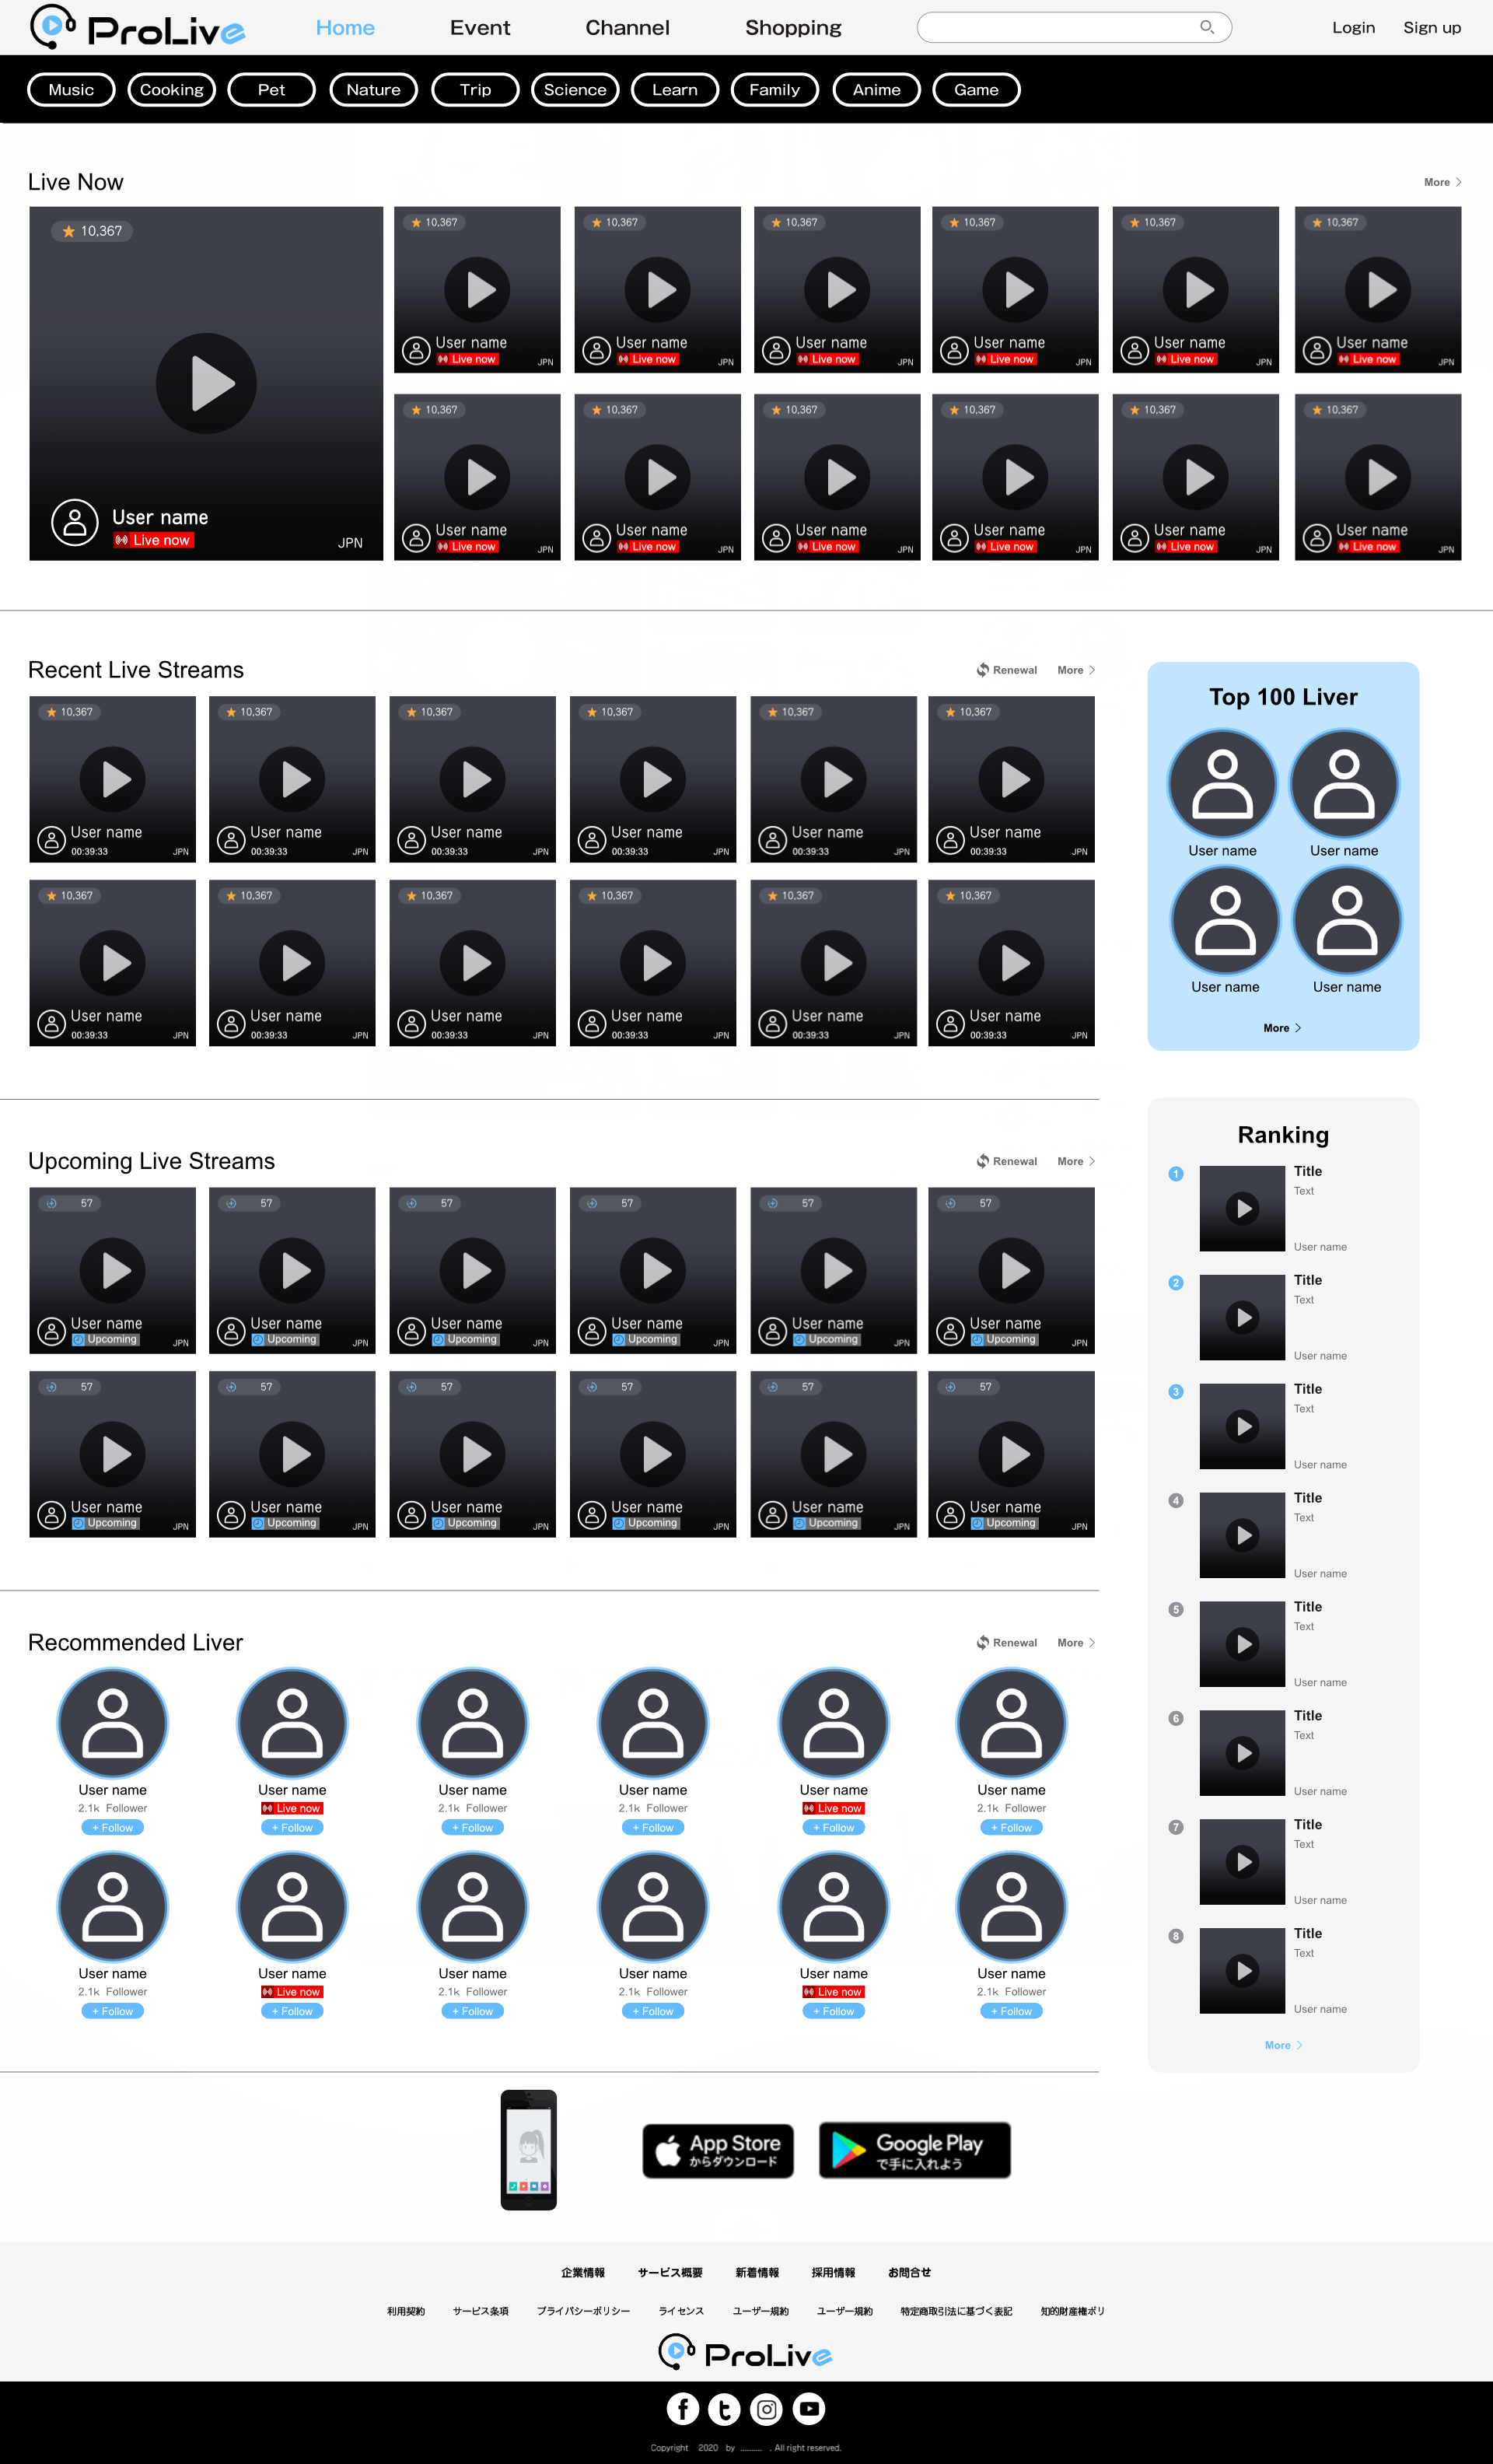 ProLive Home Event Channel Shopping Login Sign up
Music Cooking Pet Nature Trip Science Learn Family Anime Game
Live Now More
10,367
User name
Live now
JPN
10,367 10,367 10,367 10,367 10,367 10,367
User name User name User name User name User name User name
Live now JPN Live now JPN Live now JPN Live now JPN Live now JPN Live now JPN
10,367 10,367 10,367 10,367 10,367 10,367
User name User name User name User name User name User name
Live now JPN Live now JPN Live now JPN Live now JPN Live now JPN Live now JPN
Recent Live Streams Renewal More
10,367 10,367 10,367 10,367 10,367 10,367
User name User name User name User name User name User name
00:39:33 JPN 00:39:33 JPN 00:39:33 JPN 00:39:33 JPN 00:39:33 JPN 00:39:33 JPN
10,367 10,367 10,367 10,367 10,367 10,367
User name User name User name User name User name User name
00:39:33 JPN 00:39:33 JPN 00:39:33 JPN 00:39:33 JPN 00:39:33 JPN 00:39:33 JPN
Top 100 Liver
User name User name
User name User name
More
Upcoming Live Streams Renewal More
57 57 57 57 57 57
User name User name User name User name User name User name
Upcoming JPN Upcoming JPN Upcoming JPN Upcoming JPN Upcoming JPN Upcoming JPN
57 57 57 57 57 57
User name User name User name User name User name User name
Upcoming JPN Upcoming JPN Upcoming JPN Upcoming JPN Upcoming JPN Upcoming JPN
Recommended Liver Renewal More
User name User name User name User name User name User name
2.1k Follower Live now 2.1k Follower 2.1k Follower Live now 2.1k Follower
+ Follow + Follow + Follow + Follow + Follow + Follow
User name User name User name User name User name User name
2.1k Follower Live now 2.1k Follower 2.1k Follower Live now 2.1k Follower
+ Follow + Follow + Follow + Follow + Follow + Follow
Ranking
1 Title
Text
User name
2 Title
Text
User name
3 Title
Text
User name
4 Title
Text
User name
5 Title
Text
User name
6 Title
Text
User name
7 Title
Text
User name
8 Title
Text
User name
More
App Store
からダウンロード
Google Play
で手に入れよう
企業情報 サービス概要 新着情報 採用情報 お問合せ
利用契約 サービス条項 プライバシーポリシー ライセンス ユーザー規約 ユーザー規約 特定商取引法に基づく表記 知的財産権ポリ
ProLive
Copyright 2020 by .......... . All right reserved.